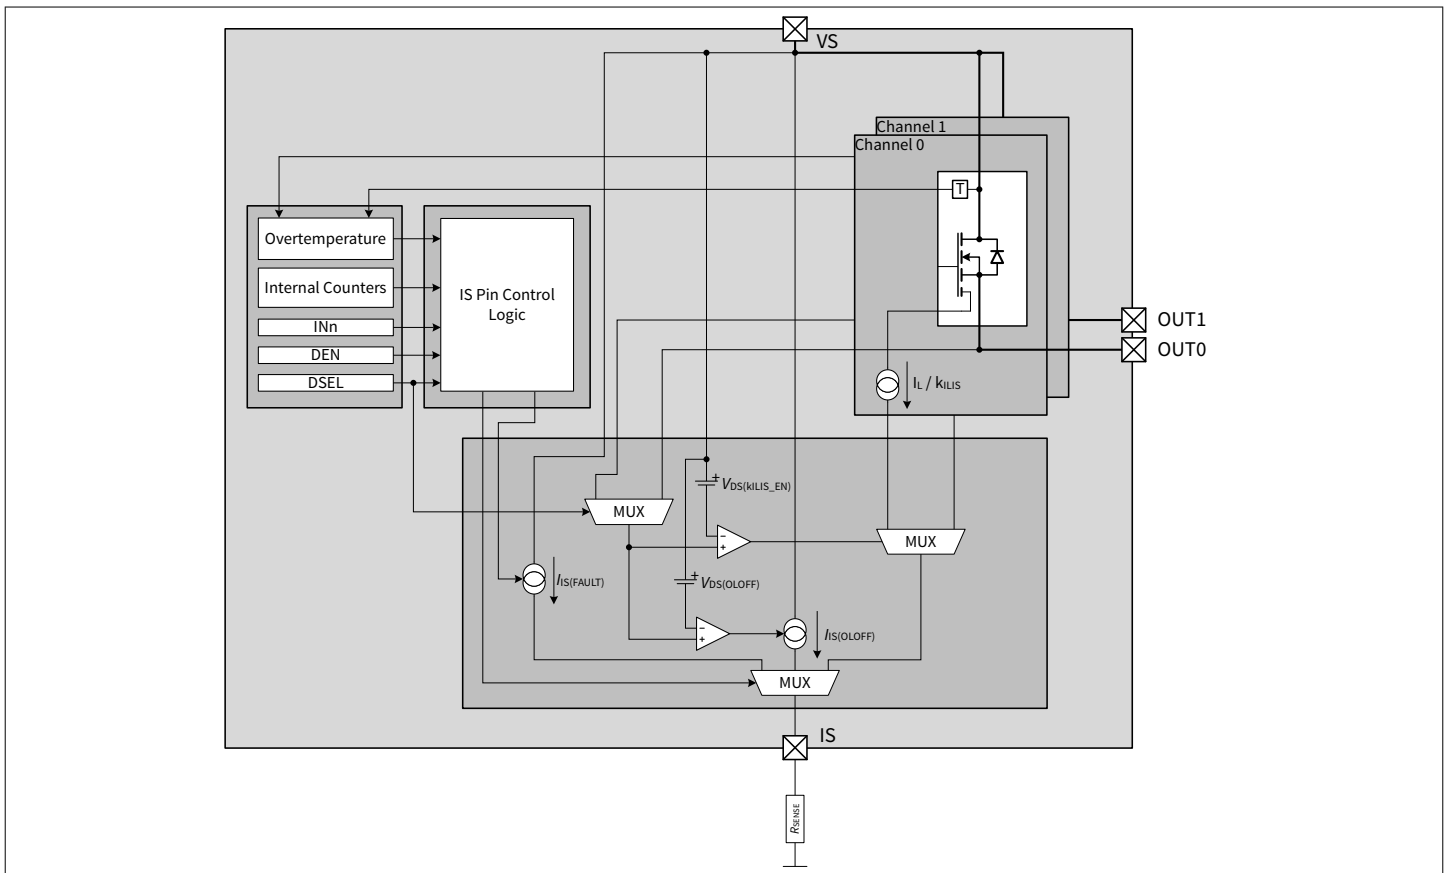 VS
Channel 1
Channel 0
T
Overtemperature
Internal Counters
INn
DEN
DSEL
IS Pin Control
Logic
OUT1
OUT0
IL / kILIS
+
VDS(kILIS_EN)
MUX
−
+
MUX
IIS(FAULT)
+
VDS(OLOFF)
−
+
IIS(OLOFF)
MUX
IS
RSENSE